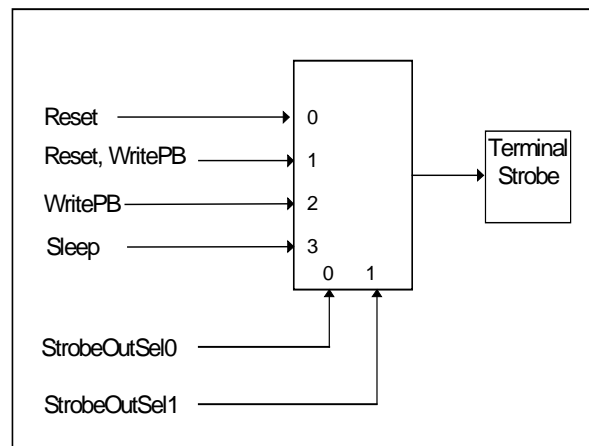 Reset
0
Reset, WritePB
1
Terminal
Strobe
WritePB
2
Sleep
3
0 1
StrobeOutSel0
StrobeOutSel1